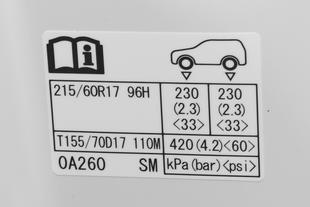 i
215/60R17 96H 230 230
(2.3) (2.3)
<33> <33>
T155/70D17 110M 420(4.2)<60>
0A260 SM kPa(bar)<psi>